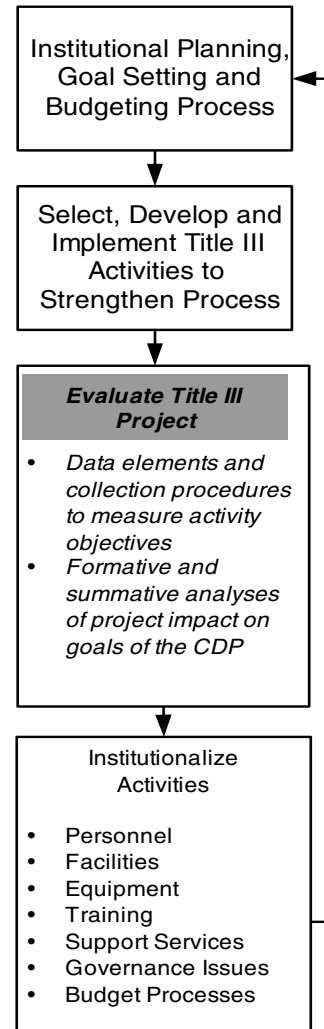 Institutional Planning,
Goal Setting and
Budgeting Process
Select, Develop and
Implement Title III
Activities to
Strengthen Process
Evaluate Title III
Project
• Data elements and
collection procedures
to measure activity
objectives
• Formative and
summative analyses
of project impact on
goals of the CDP
Institutionalize
Activities
• Personnel
• Facilities
• Equipment
• Training
• Support Services
• Governance Issues
• Budget Processes